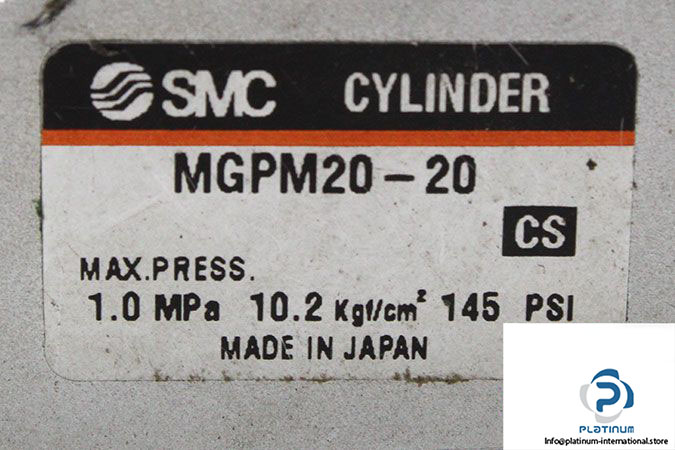 SMC CYLINDER
MGPM20-20
CS
MAX.PRESS.
1.0 MPa 10.2 Kgf/cm² 145 PSI
MADE IN JAPAN
PLATINUM
Info@platinum-international.store